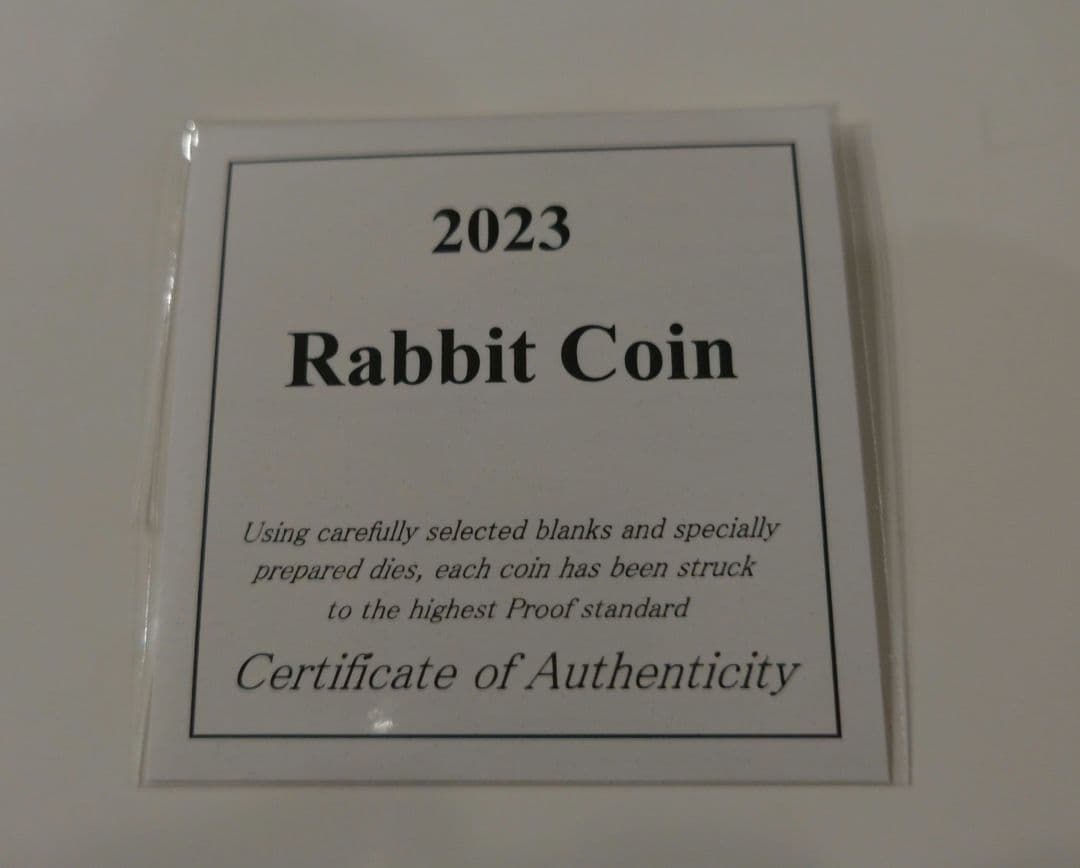 2023
Rabbit Coin
Using carefully selected blanks and specially
prepared dies, each coin has been struck
to the highest Proof standard
Certificate of Authenticity